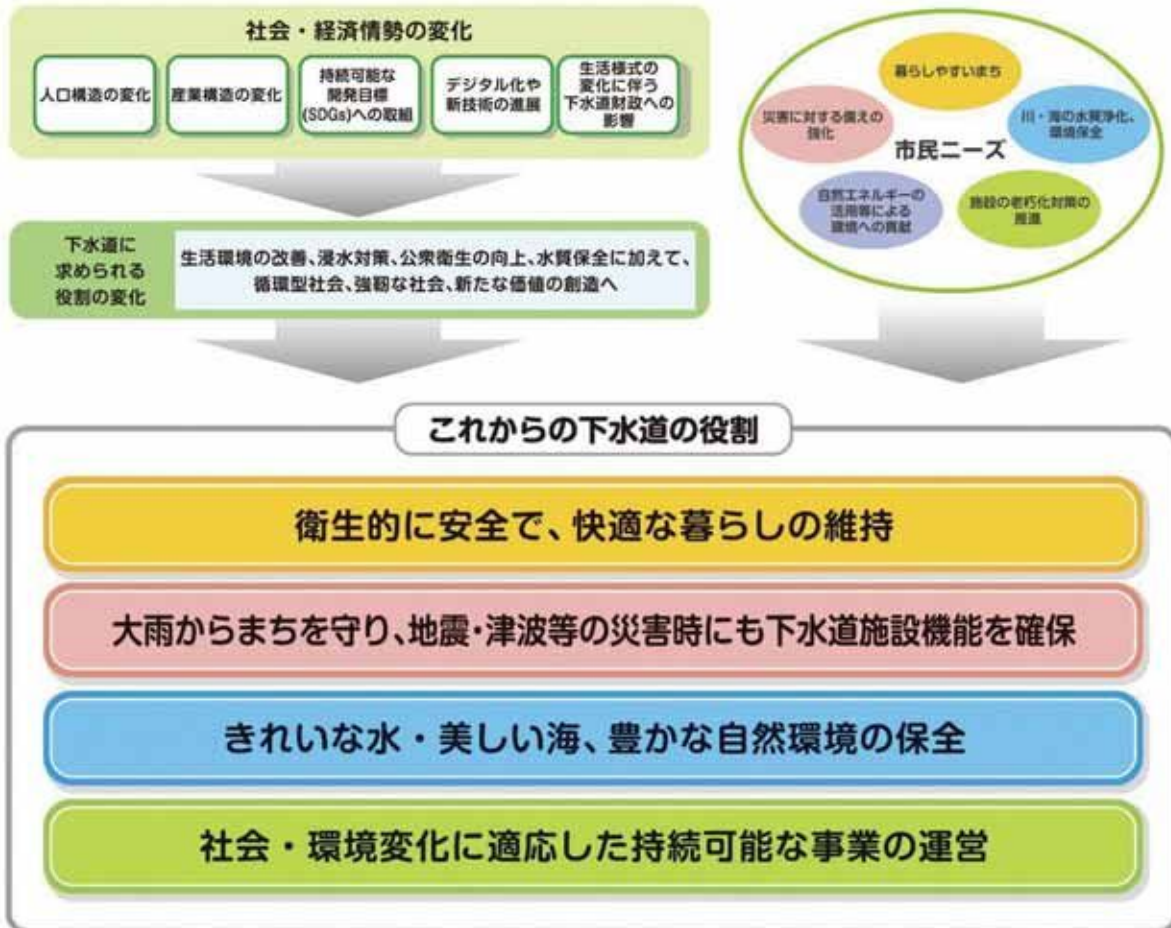 社会・経済情勢の変化
人口構造の変化
産業構造の変化
持続可能な
開発目標
(SDGs)への取組
デジタル化や
新技術の進展
生活様式の
変化に伴う
下水道財政への
影響
下水道に
求められる
役割の変化
生活環境の改善、浸水対策、公衆衛生の向上、水質保全に加えて、
循環型社会、強靭な社会、新たな価値の創造へ
暮らしやすいまち
災害に対する備えの
強化
川・海の水質浄化、
環境保全
市民ニーズ
自然エネルギーの
活用等による
環境への貢献
施設の老朽化対策の
推進
これからの下水道の役割
衛生的に安全で、快適な暮らしの維持
大雨からまちを守り、地震・津波等の災害時にも下水道施設機能を確保
きれいな水・美しい海、豊かな自然環境の保全
社会・環境変化に適応した持続可能な事業の運営